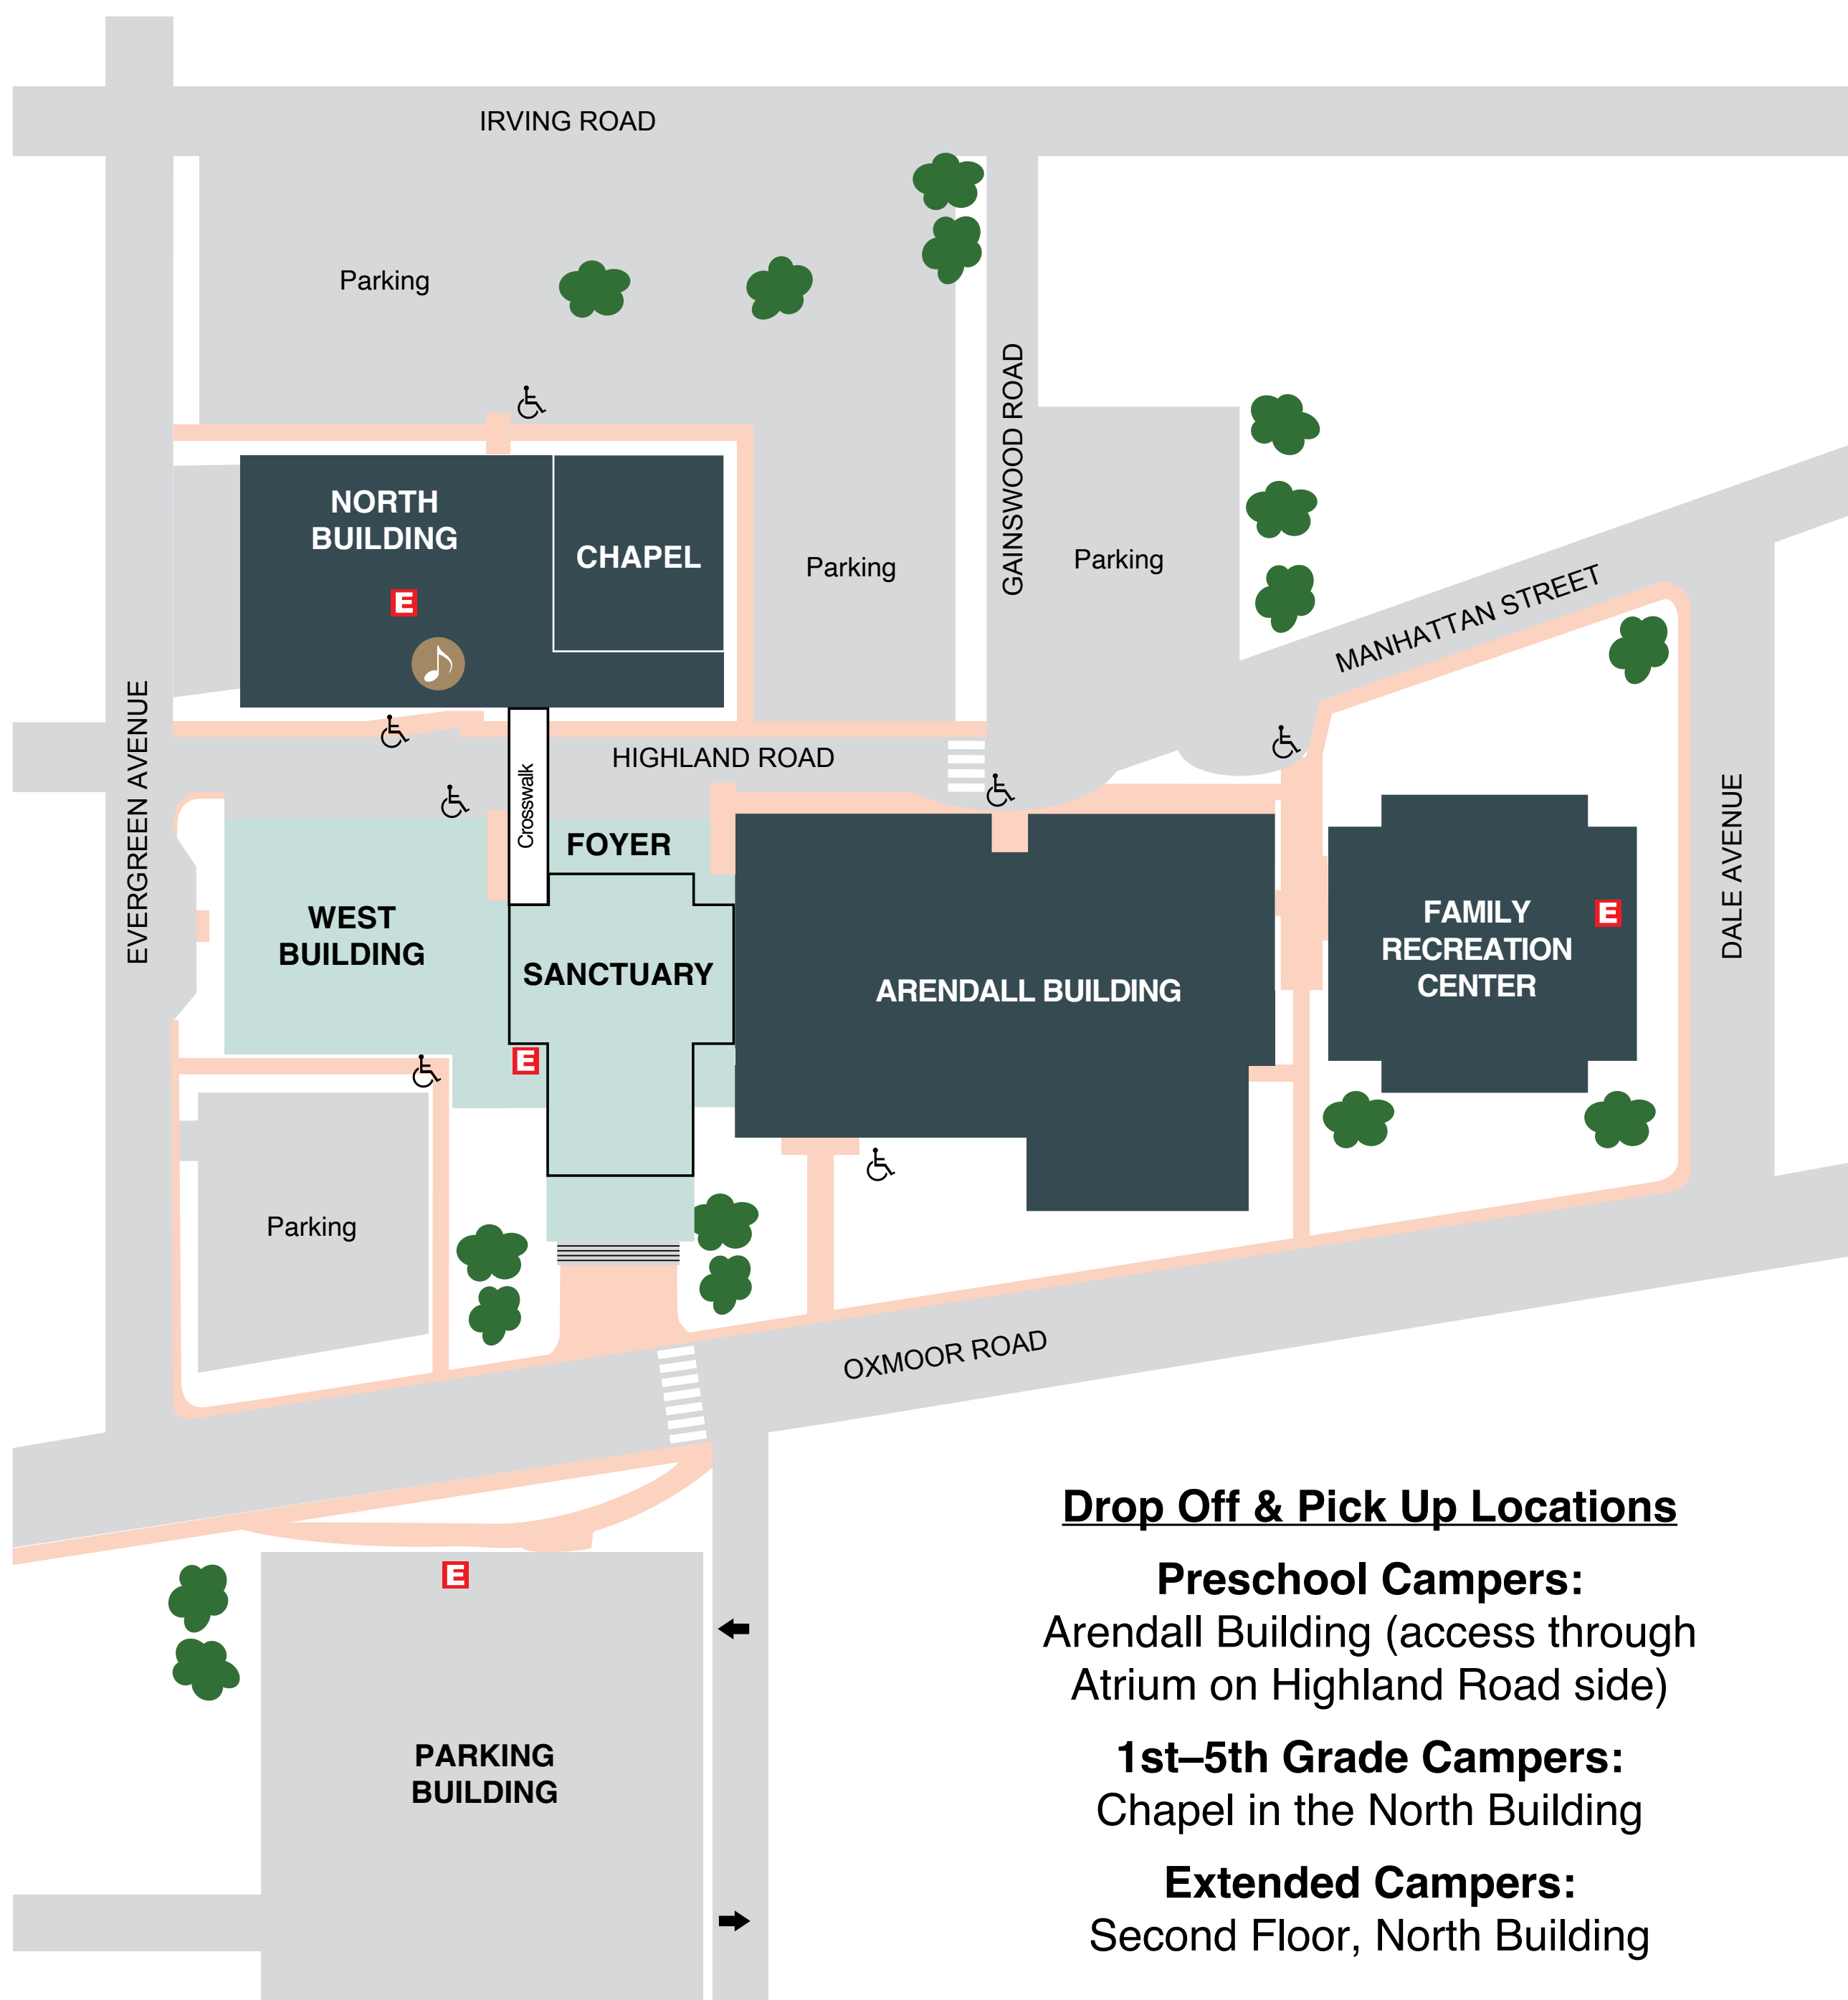 IRVING ROAD
Parking
GAINSWOOD ROAD
NORTH
BUILDING
CHAPEL
E
Parking
Parking
MANHATTAN STREET
EVERGREEN AVENUE
HIGHLAND ROAD
Crosswalk
FOYER
DALE AVENUE
WEST
BUILDING
SANCTUARY
ARENDALL BUILDING
FAMILY
RECREATION
CENTER
E
E
Parking
OXMOOR ROAD
E
PARKING
BUILDING
Drop Off & Pick Up Locations
Preschool Campers:
Arendall Building (access through
Atrium on Highland Road side)
1st–5th Grade Campers:
Chapel in the North Building
Extended Campers:
Second Floor, North Building